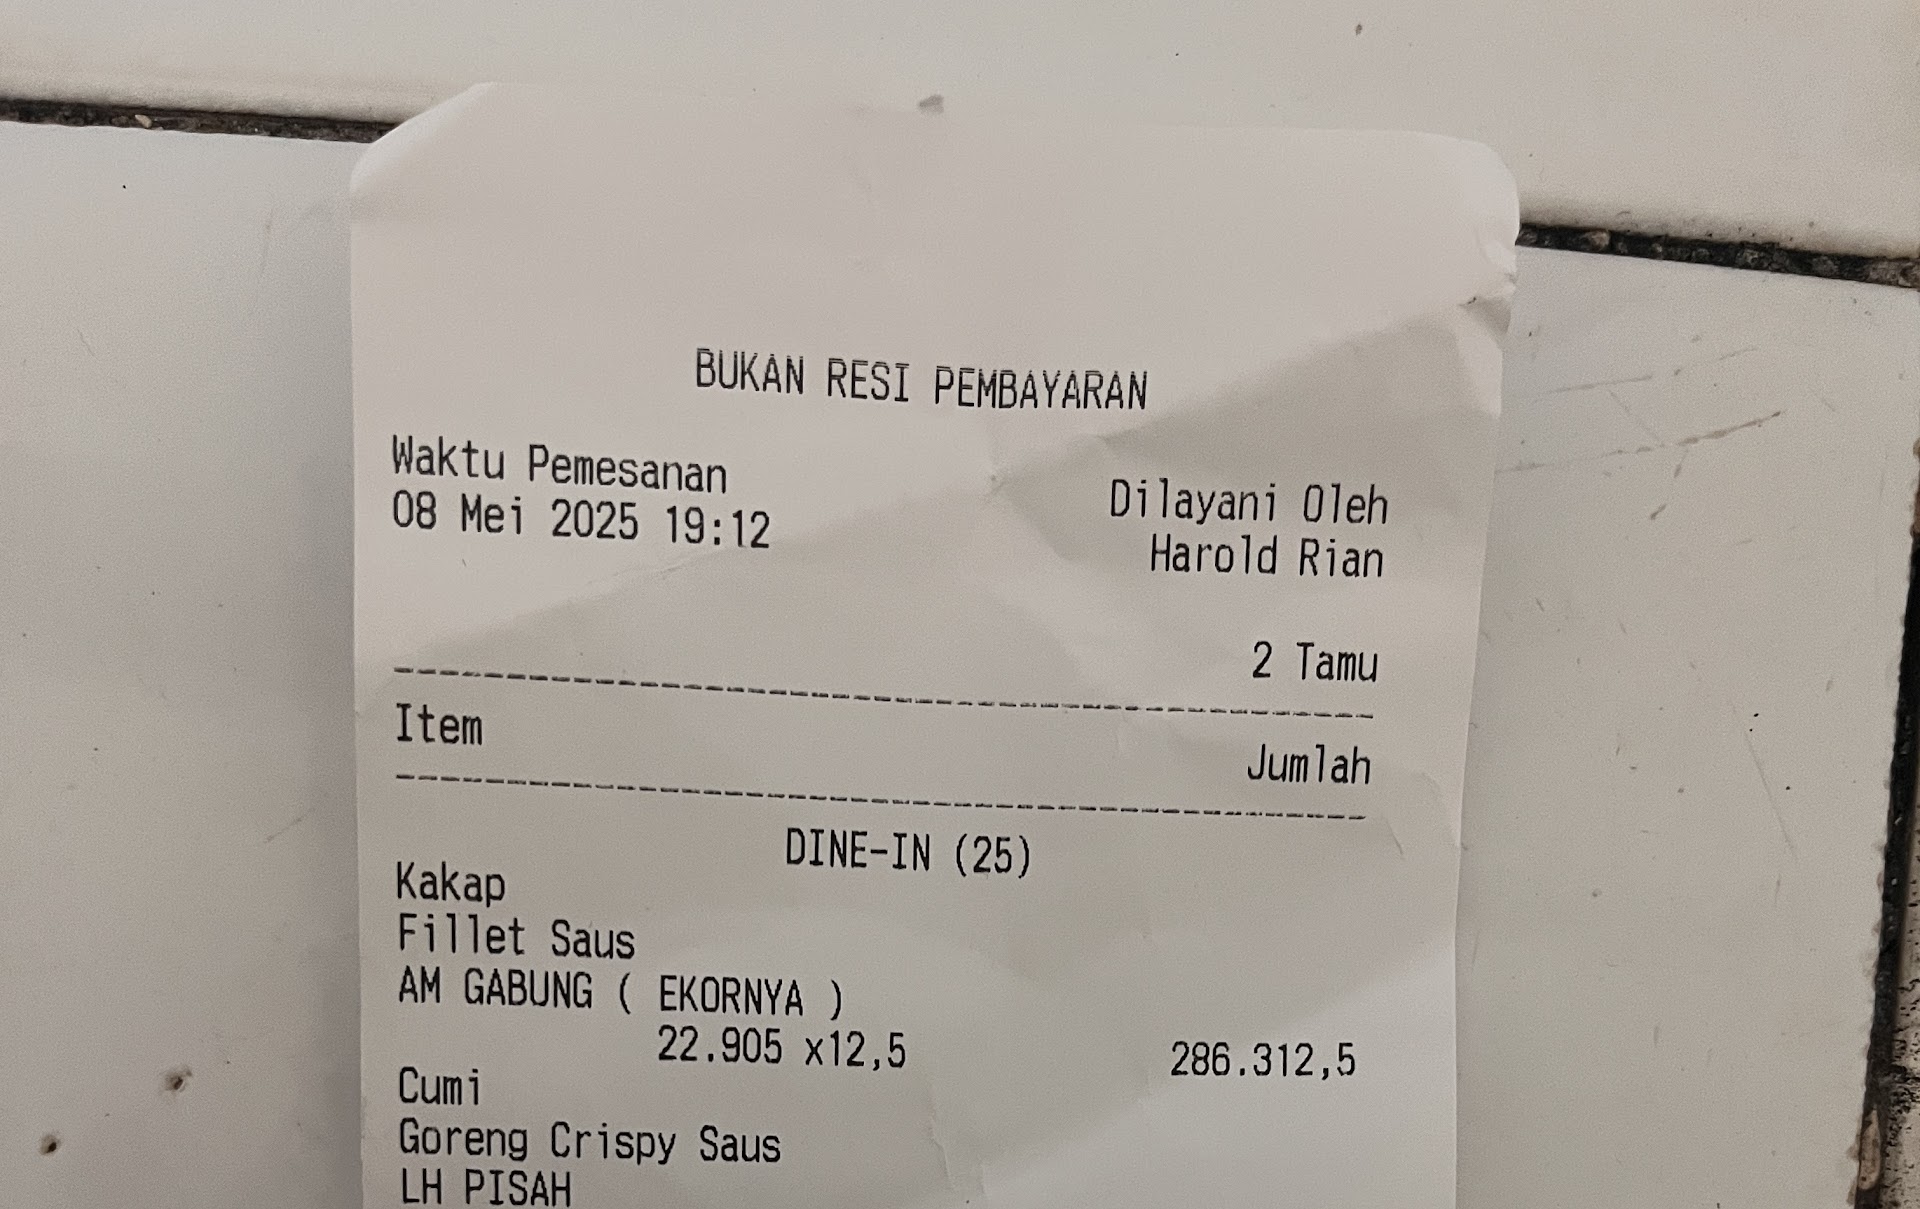 BUKAN RESI PEMBAYARAN
Waktu Pemesanan
08 Mei 2025 19:12
Dilayani Oleh
Harold Rian
2 Tamu
Item
Jumlah
DINE-IN (25)
Kakap
Fillet Saus
AM GABUNG ( EKORNYA )
22.905 x12,5 286.312,5
Cumi
Goreng Crispy Saus
LH PISAH